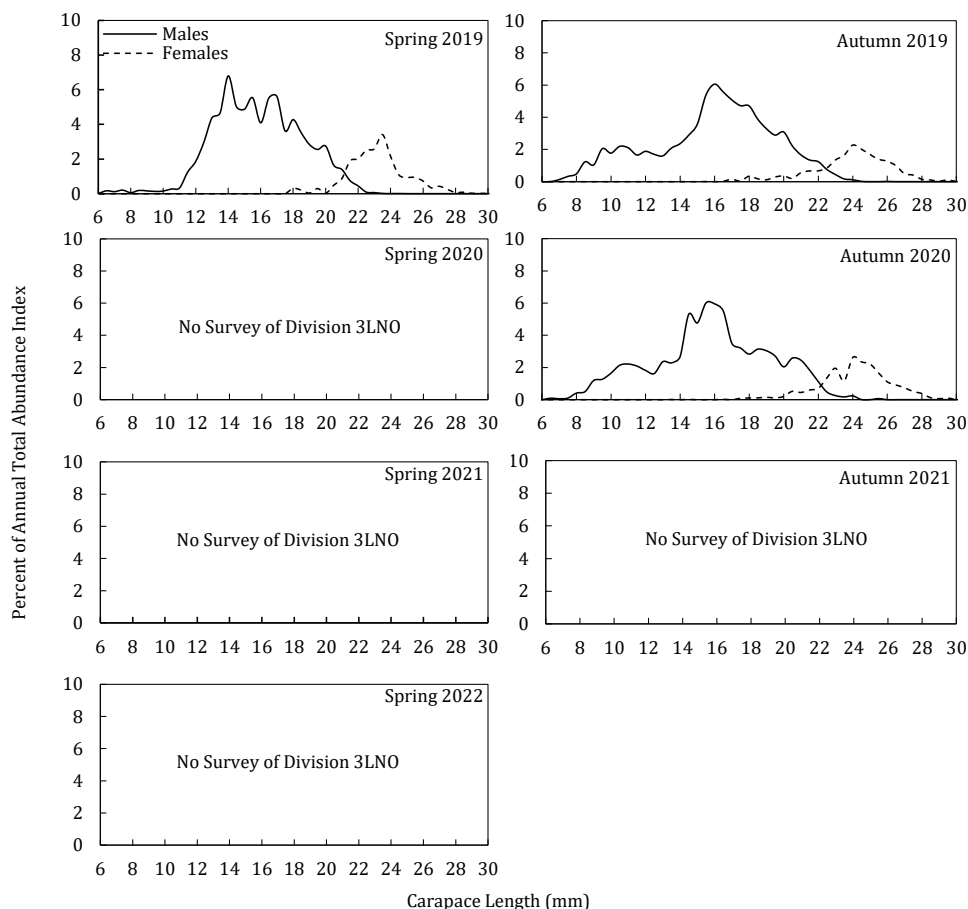 Percent of Annual Total Abundance Index
10
8
6
4
2
0
Males
Females
Spring 2019
6 8 10 12 14 16 18 20 22 24 26 28 30
10
8
6
4
2
0
Autumn 2019
6 8 10 12 14 16 18 20 22 24 26 28 30
10
8
6
4
2
0
Spring 2020
No Survey of Division 3LNO
6 8 10 12 14 16 18 20 22 24 26 28 30
10
8
6
4
2
0
Autumn 2020
6 8 10 12 14 16 18 20 22 24 26 28 30
10
8
6
4
2
0
Spring 2021
No Survey of Division 3LNO
6 8 10 12 14 16 18 20 22 24 26 28 30
10
8
6
4
2
0
Autumn 2021
No Survey of Division 3LNO
6 8 10 12 14 16 18 20 22 24 26 28 30
10
8
6
4
2
0
Spring 2022
No Survey of Division 3LNO
6 8 10 12 14 16 18 20 22 24 26 28 30
Carapace Length (mm)